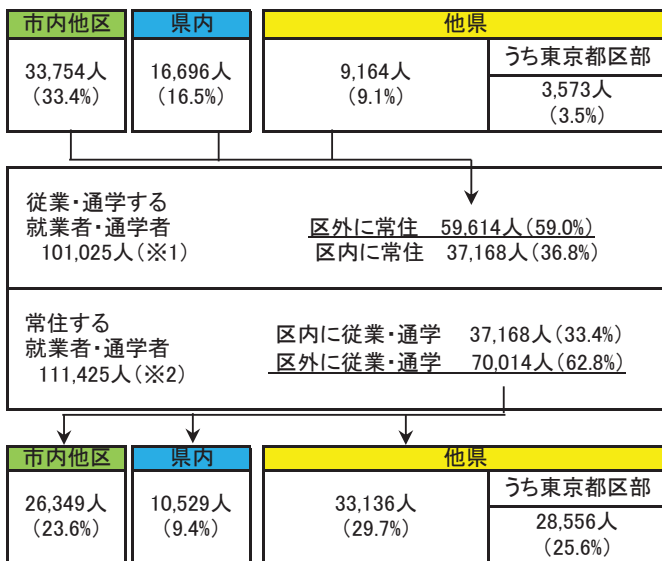 市内他区
県内
他県
33,754人
(33.4%)
16,696人
(16.5%)
9,164人
(9.1%)
うち東京都区部
3,573人
(3.5%)
従業・通学する
就業者・通学者
101,025人(※1)
区外に常住 59,614人(59.0%)
区内に常住 37,168人(36.8%)
常住する
就業者・通学者
111,425人(※2)
区内に従業・通学 37,168人(33.4%)
区外に従業・通学 70,014人(62.8%)
市内他区
県内
他県
26,349人
(23.6%)
10,529人
(9.4%)
33,136人
(29.7%)
うち東京都区部
28,556人
(25.6%)